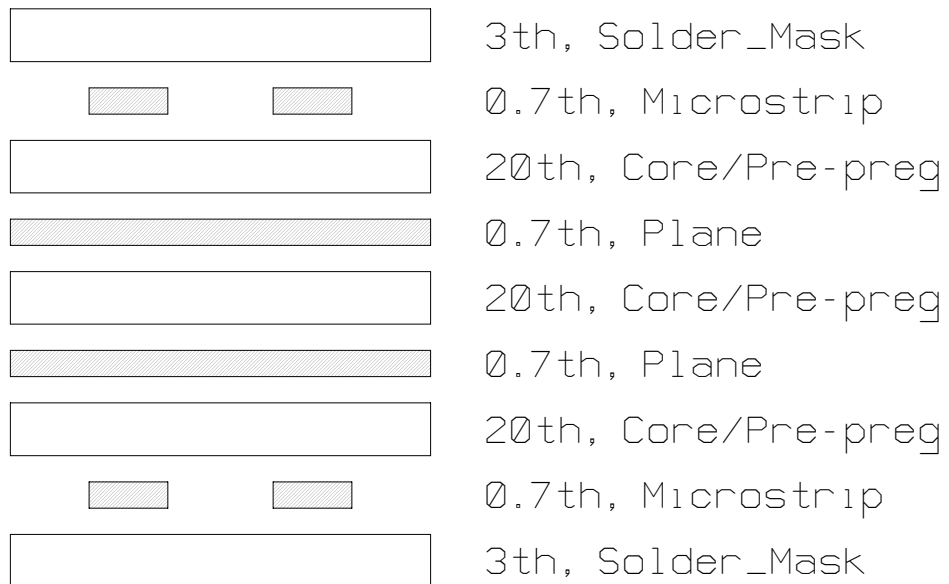 3th, Solder_Mask
0.7th, Microstrip
20th, Core/Pre-preg
0.7th, Plane
20th, Core/Pre-preg
0.7th, Plane
20th, Core/Pre-preg
0.7th, Microstrip
3th, Solder_Mask